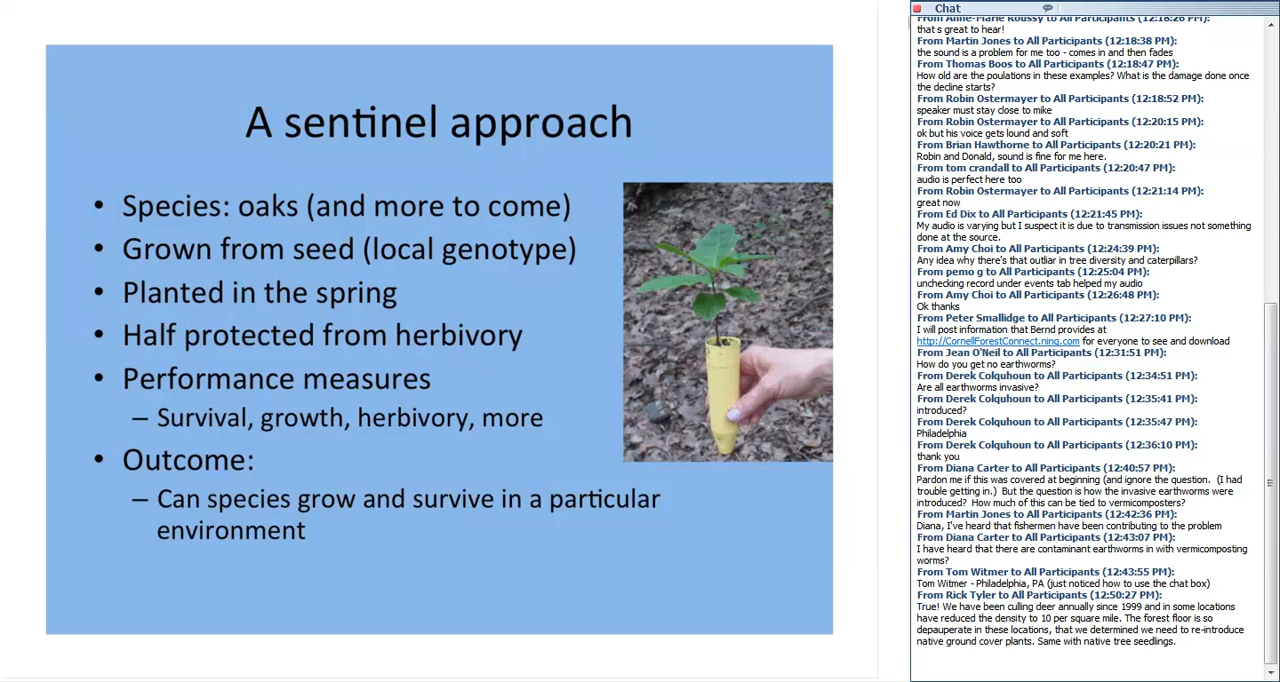 A sentinel approach
• Species: oaks (and more to come)
• Grown from seed (local genotype)
• Planted in the spring
• Half protected from herbivory
• Performance measures
– Survival, growth, herbivory, more
• Outcome:
– Can species grow and survive in a particular
environment
Chat
From Anne-Marie Roussy to All Participants (12:18:26 PM):
that s great to hear!
From Martin Jones to All Participants (12:18:38 PM):
the sound is a problem for me too - comes in and then fades
From Thomas Boos to All Participants (12:18:47 PM):
How old are the poulations in these examples? What is the damage done once
the decline starts?
From Robin Ostermayer to All Participants (12:18:52 PM):
speaker must stay close to mike
From Robin Ostermayer to All Participants (12:20:15 PM):
ok but his voice gets lound and soft
From Brian Hawthorne to All Participants (12:20:21 PM):
Robin and Donald, sound is fine for me here.
From tom crandall to All Participants (12:20:47 PM):
audio is perfect here too
From Robin Ostermayer to All Participants (12:21:14 PM):
great now
From Ed Dix to All Participants (12:21:45 PM):
My audio is varying but I suspect it is due to transmission issues not something
done at the source.
From Amy Choi to All Participants (12:24:39 PM):
Any idea why there's that outliar in tree diversity and caterpillars?
From pemo g to All Participants (12:25:04 PM):
unchecking record under events tab helped my audio
From Amy Choi to All Participants (12:26:48 PM):
Ok thanks
From Peter Smallidge to All Participants (12:27:10 PM):
I will post information that Bernd provides at
http://CornellForestConnect.ning.com for everyone to see and download
From Jean O'Neil to All Participants (12:31:51 PM):
How do you get no earthworms?
From Derek Colquhoun to All Participants (12:34:51 PM):
Are all earthworms invasive?
From Derek Colquhoun to All Participants (12:35:41 PM):
introduced?
From Derek Colquhoun to All Participants (12:35:47 PM):
Philadelphia
From Derek Colquhoun to All Participants (12:36:10 PM):
thank you
From Diana Carter to All Participants (12:40:57 PM):
Pardon me if this was covered at beginning (and ignore the question. (I had
trouble getting in.) But the question is how the invasive earthworms were
introduced? How much of this can be tied to vermicomposters?
From Martin Jones to All Participants (12:42:36 PM):
Diana, I've heard that fishermen have been contributing to the problem
From Diana Carter to All Participants (12:43:07 PM):
I have heard that there are contaminant earthworms in with vermicomposting
worms?
From Tom Witmer to All Participants (12:43:55 PM):
Tom Witmer - Philadelphia, PA (just noticed how to use the chat box)
From Rick Tyler to All Participants (12:50:27 PM):
True! We have been culling deer annually since 1999 and in some locations
have reduced the density to 10 per square mile. The forest floor is so
depauperate in these locations, that we determined we need to re-introduce
native ground cover plants. Same with native tree seedlings.